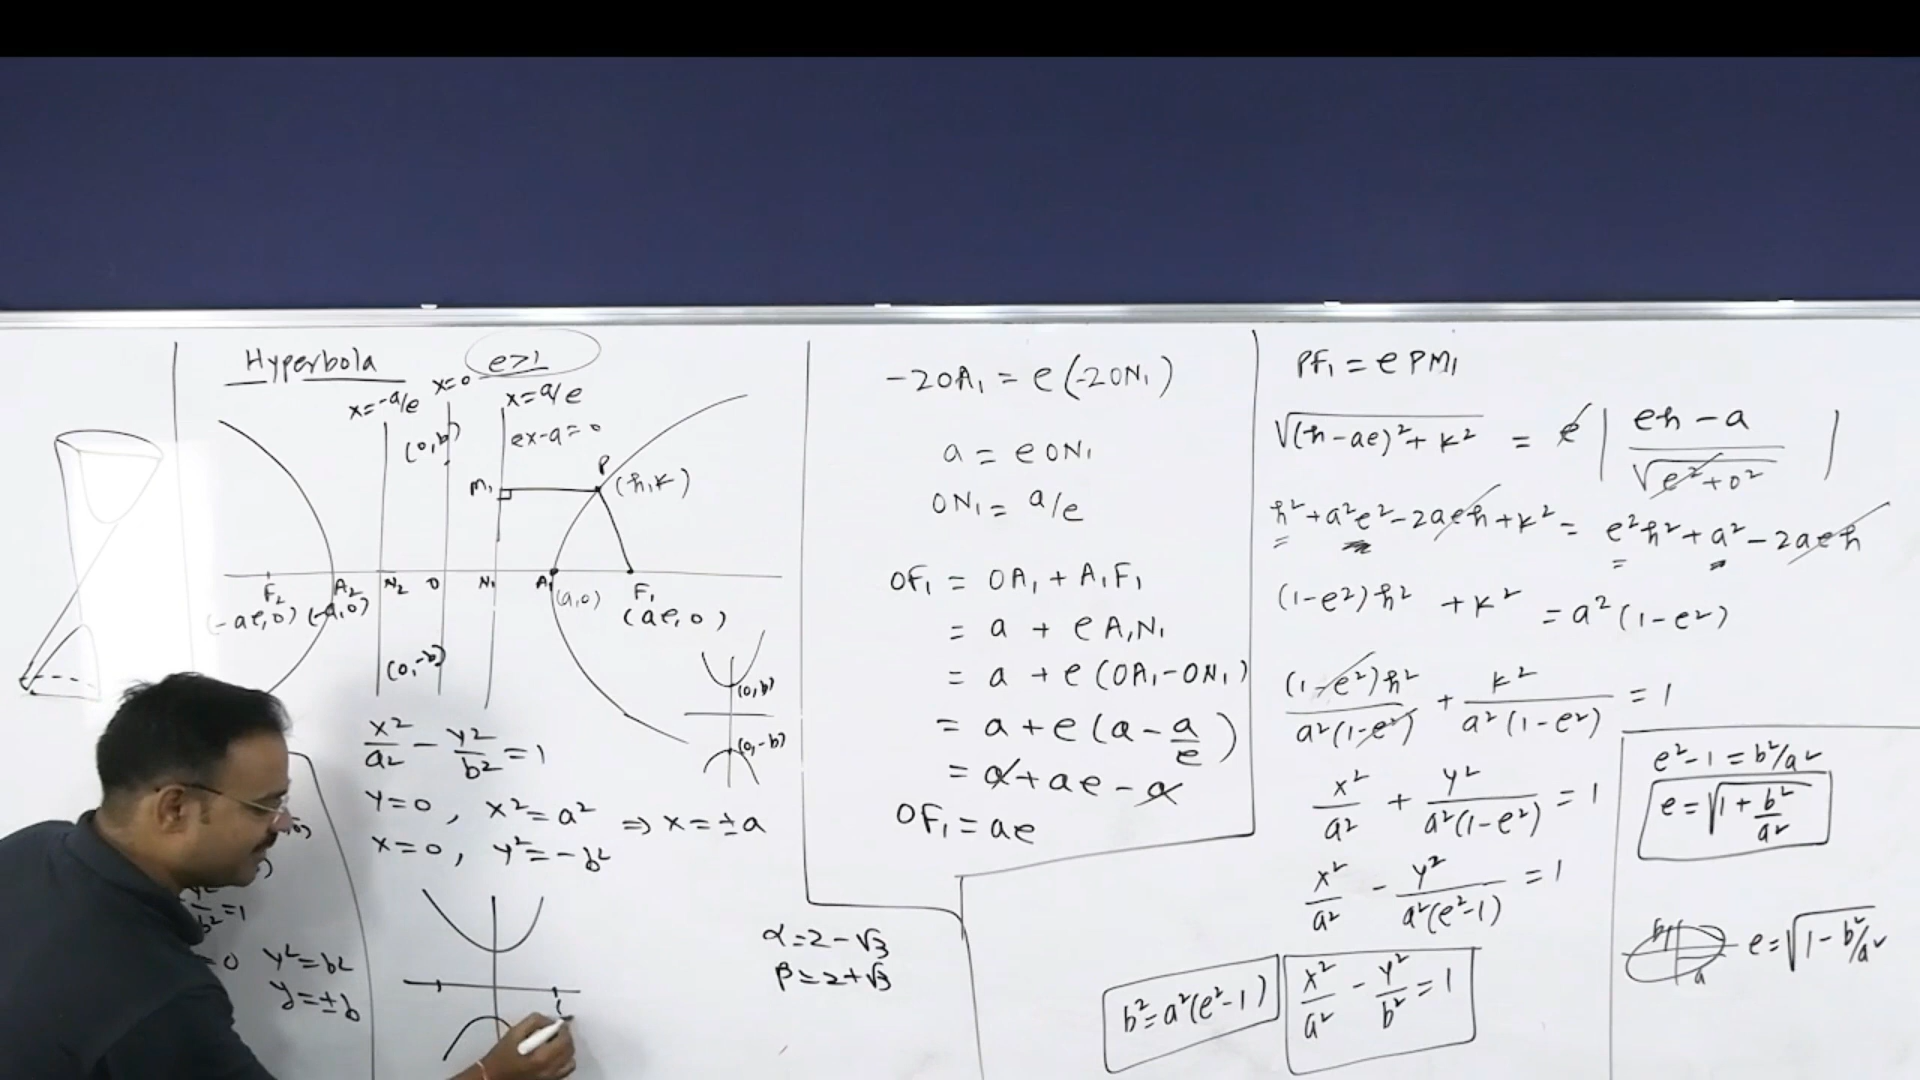 Hyperbola
e>1
x=-a/e
x=0
x=a/e
ex-a=0
(0,b)
P
(h,k)
M₁
F₂
A₂
N₂
O
N₁
A₁
F₁
(-ae,0)
(-a,0)
(a,0)
(ae,0)
(0,-b)
(0,b)
(0,-b)
x²/a² - y²/b² = 1
y=0, x²=a² ⇒ x=±a
x=0, y²=-b²
y²/b²=1
=0 y²=b²
y=±b
α=2-√3
β=2+√3
-2OA₁ = e(-2ON₁)
a = e ON₁
ON₁ = a/e
OF₁ = OA₁ + A₁F₁
= a + e A₁N₁
= a + e(OA₁-ON₁)
= a + e(a - a/e)
= a + ae - a
OF₁ = ae
PF₁ = e PM₁
√((h-ae)²+k²) = e |(eh-a)/√(e²+0²)|
h²+a²e²-2aeh+k² = e²h²+a²-2aeh
(1-e²)h² + k² = a²(1-e²)
(1-e²)h²/a²(1-e²) + k²/a²(1-e²) = 1
x²/a² + y²/a²(1-e²) = 1
x²/a² - y²/a²(e²-1) = 1
b²=a²(e²-1)
x²/a² - y²/b² = 1
e²-1=b²/a²
e=√(1+b²/a²)
b
a
e=√(1-b²/a²)